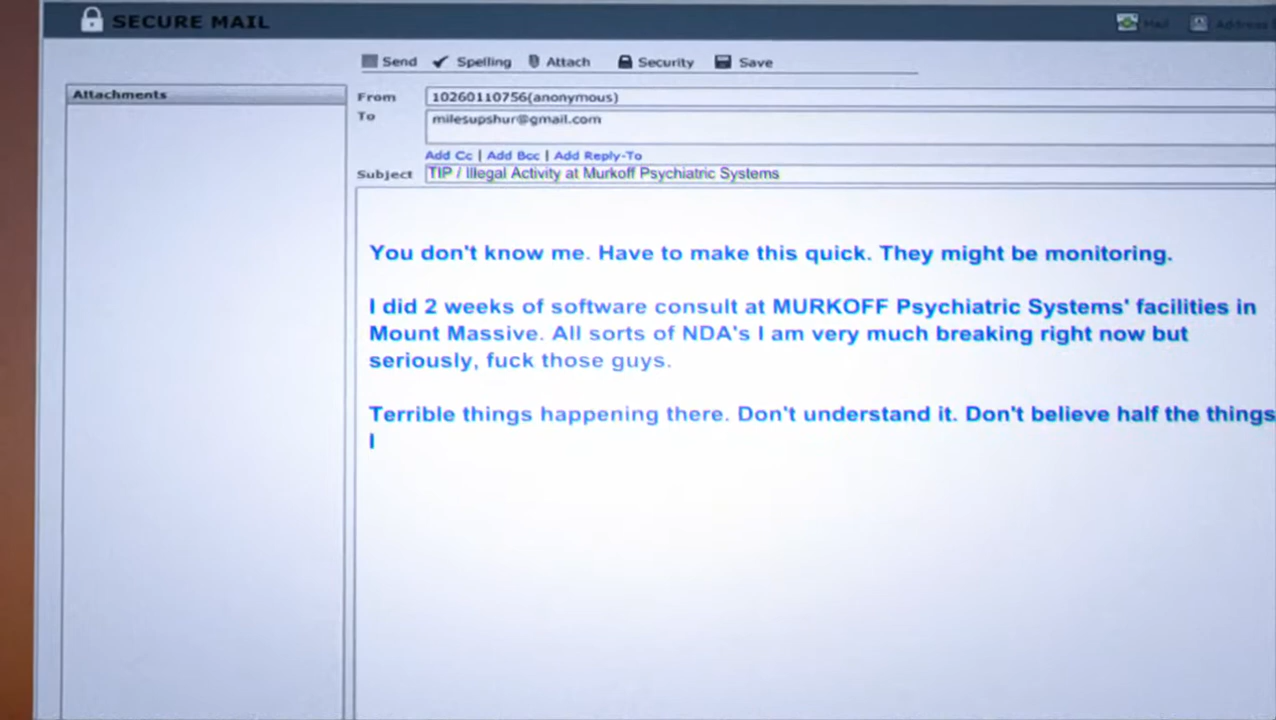 SECURE MAIL
Mail
Address
Send Spelling Attach Security Save
Attachments
From 10260110756(anonymous)
To milesupshur@gmail.com
Add Cc | Add Bcc | Add Reply-To
Subject TIP / Illegal Activity at Murkoff Psychiatric Systems
You don't know me. Have to make this quick. They might be monitoring.
I did 2 weeks of software consult at MURKOFF Psychiatric Systems' facilities in
Mount Massive. All sorts of NDA's I am very much breaking right now but
seriously, fuck those guys.
Terrible things happening there. Don't understand it. Don't believe half the things
I